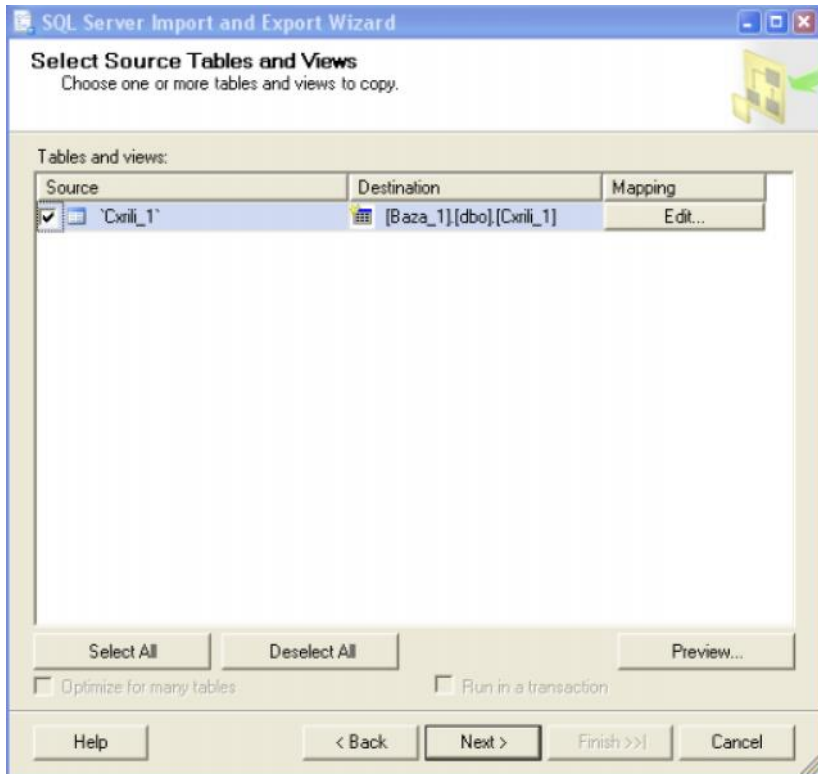 SQL Server Import and Export Wizard
Select Source Tables and Views
Choose one or more tables and views to copy.
Tables and views:
Source Destination Mapping
`Cxrili_1` [Baza_1].[dbo].[Cxrili_1] Edit...
Select All Deselect All Preview...
Optimize for many tables Run in a transaction
Help < Back Next > Finish >>| Cancel